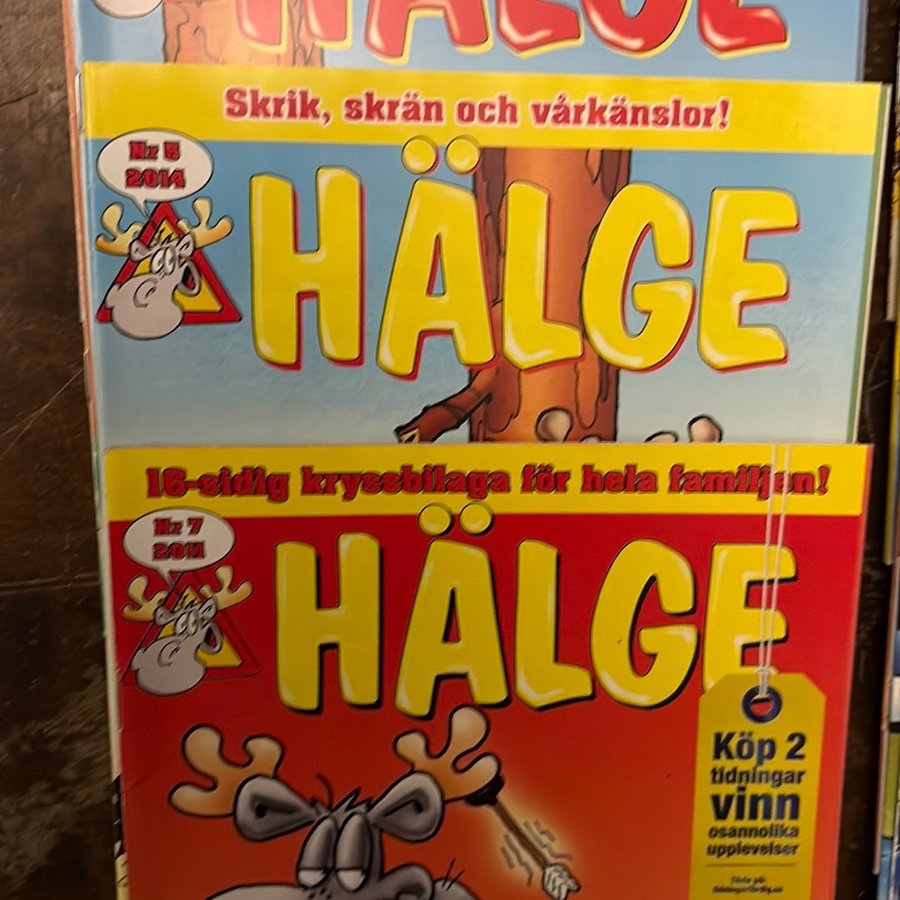 HÄLGE
Skrik, skrän och vårkänslor!
Nr 5
2014
HÄLGE
16-sidig kryssbilaga för hela familjen!
Nr 7
2011
HÄLGE
Köp 2
tidningar
vinn
osannolika
upplevelser